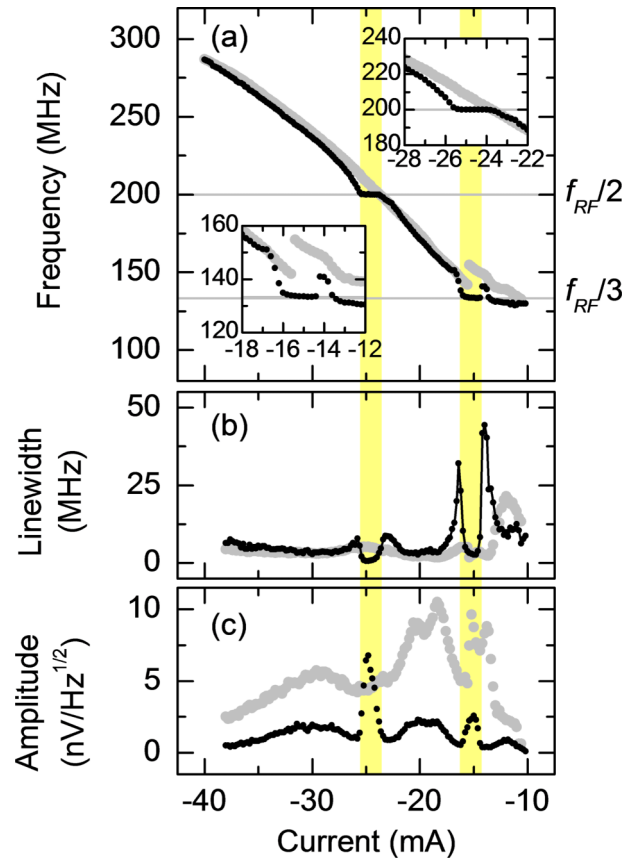 (a)
300
250
200
150
100
Frequency (MHz)
220
200
180
-28 -26 -24 -22
160
140
120
-18 -16 -14 -12
f_RF/2
f_RF/3
(b)
50
25
0
Linewidth
(MHz)
(c)
10
5
0
Amplitude
(nV/Hz^1/2)
-40 -30 -20 -10
Current (mA)